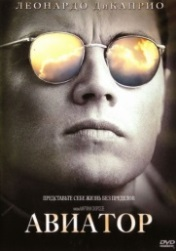 ЛЕОНАРДО ДИКАПРИО
ПРЕДСТАВЬТЕ СЕБЕ ЖИЗНЬ БЕЗ ПРЕДЕЛОВ
АВИАТОР
DVD